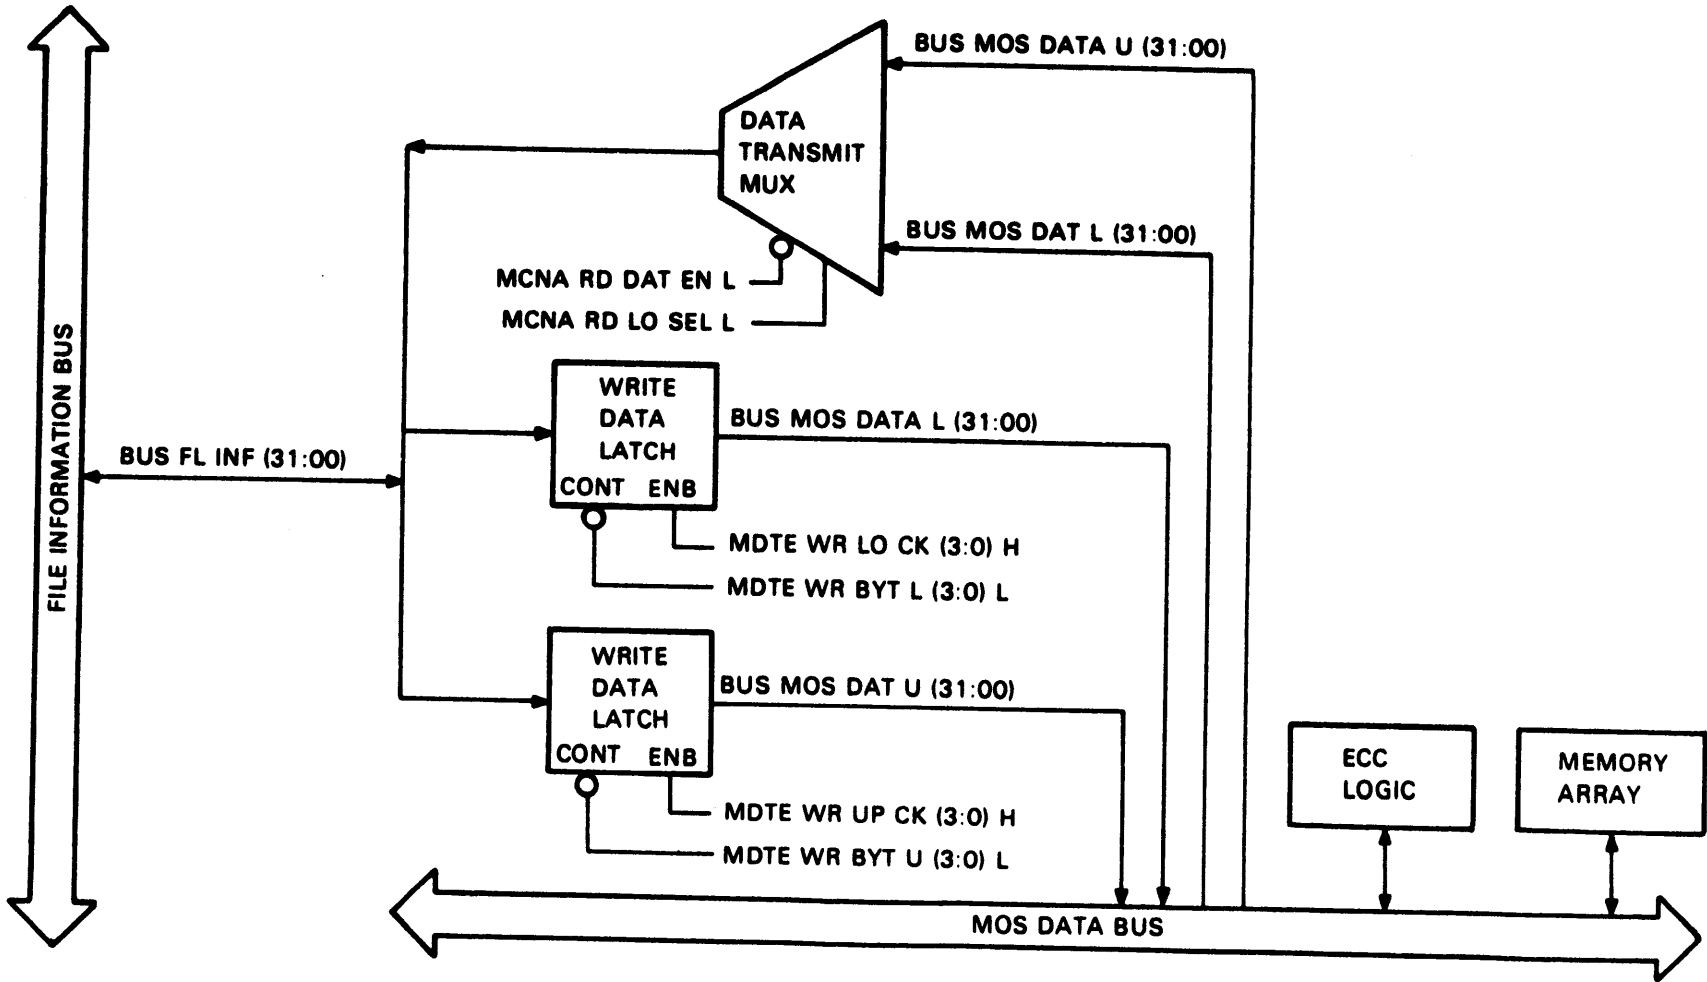 BUS MOS DATA U (31:00)
DATA
TRANSMIT
MUX
BUS MOS DAT L (31:00)
MCNA RD DAT EN L
MCNA RD LO SEL L
FILE INFORMATION BUS
WRITE
DATA
LATCH
CONT ENB
BUS MOS DATA L (31:00)
BUS FL INF (31:00)
MDTE WR LO CK (3:0) H
MDTE WR BYT L (3:0) L
WRITE
DATA
LATCH
CONT ENB
BUS MOS DAT U (31:00)
MDTE WR UP CK (3:0) H
MDTE WR BYT U (3:0) L
ECC
LOGIC
MEMORY
ARRAY
MOS DATA BUS